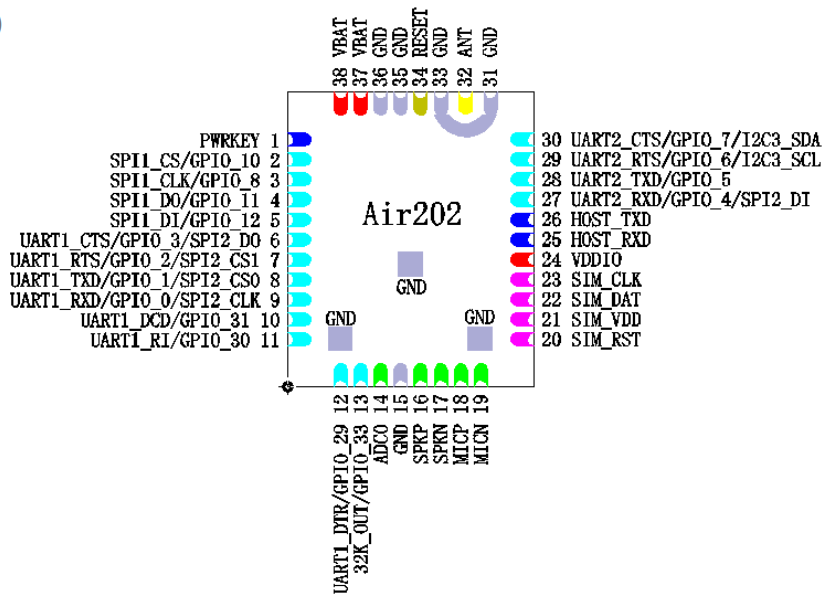 38 VBAT
37 VBAT
36 GND
35 GND
34 RESET
33 GND
32 ANT
31 GND
PWRKEY 1
SPI1_CS/GPIO_10 2
SPI1_CLK/GPIO_8 3
SPI1_DO/GPIO_11 4
SPI1_DI/GPIO_12 5
UART1_CTS/GPIO_3/SPI2_DO 6
UART1_RTS/GPIO_2/SPI2_CS1 7
UART1_TXD/GPIO_1/SPI2_CS0 8
UART1_RXD/GPIO_0/SPI2_CLK 9
UART1_DCD/GPIO_31 10
UART1_RI/GPIO_30 11
Air202
GND
GND
GND
30 UART2_CTS/GPIO_7/I2C3_SDA
29 UART2_RTS/GPIO_6/I2C3_SCL
28 UART2_TXD/GPIO_5
27 UART2_RXD/GPIO_4/SPI2_DI
26 HOST_TXD
25 HOST_RXD
24 VDDIO
23 SIM_CLK
22 SIM_DAT
21 SIM_VDD
20 SIM_RST
UART1_DTR/GPIO_29 12
32K_OUT/GPIO_33 13
ADC0 14
GND 15
SPKP 16
SPKN 17
MICP 18
MICN 19